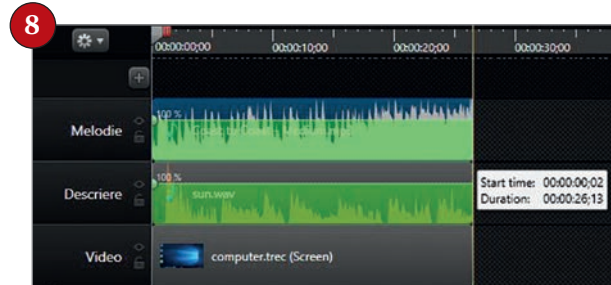 8
00:00:00;00 00:00:10;00 00:00:20;00 00:00:30;00
Melodie 100 %
Descriere 100 % sun.wav
Start time: 00:00:00;02
Duration: 00:00:26;13
Video computer.trec (Screen)